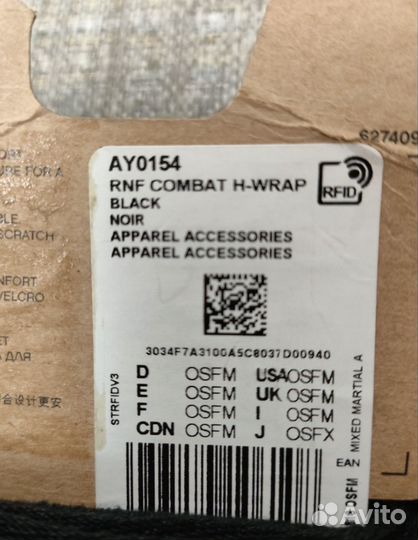 627409
ORT
URE FOR A
BLE
SCRATCH
NFORT
VELCRO
ET
А ДЛЯ
合设计更安
AY0154
RNF COMBAT H-WRAP
BLACK
NOIR
APPAREL ACCESSORIES
APPAREL ACCESSORIES
RFID
3034F7A3100A5C8037D00940
STRFIDV3
D OSFM USA OSFM
E OSFM UK OSFM
F OSFM I OSFM
CDN OSFM J OSFX
MIXED MARTIAL A
EAN
OSFM
Avito